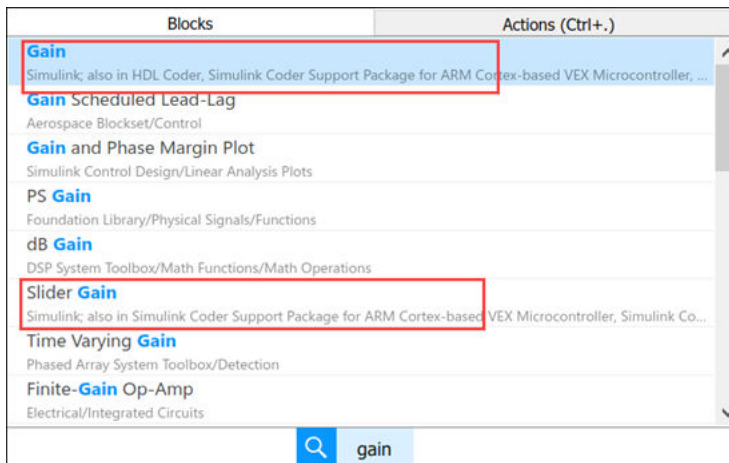 Blocks
Actions (Ctrl+.)
Gain
Simulink; also in HDL Coder, Simulink Coder Support Package for ARM Cortex-based VEX Microcontroller, ...
Gain Scheduled Lead-Lag
Aerospace Blockset/Control
Gain and Phase Margin Plot
Simulink Control Design/Linear Analysis Plots
PS Gain
Foundation Library/Physical Signals/Functions
dB Gain
DSP System Toolbox/Math Functions/Math Operations
Slider Gain
Simulink; also in Simulink Coder Support Package for ARM Cortex-based VEX Microcontroller, Simulink Co...
Time Varying Gain
Phased Array System Toolbox/Detection
Finite-Gain Op-Amp
Electrical/Integrated Circuits
gain